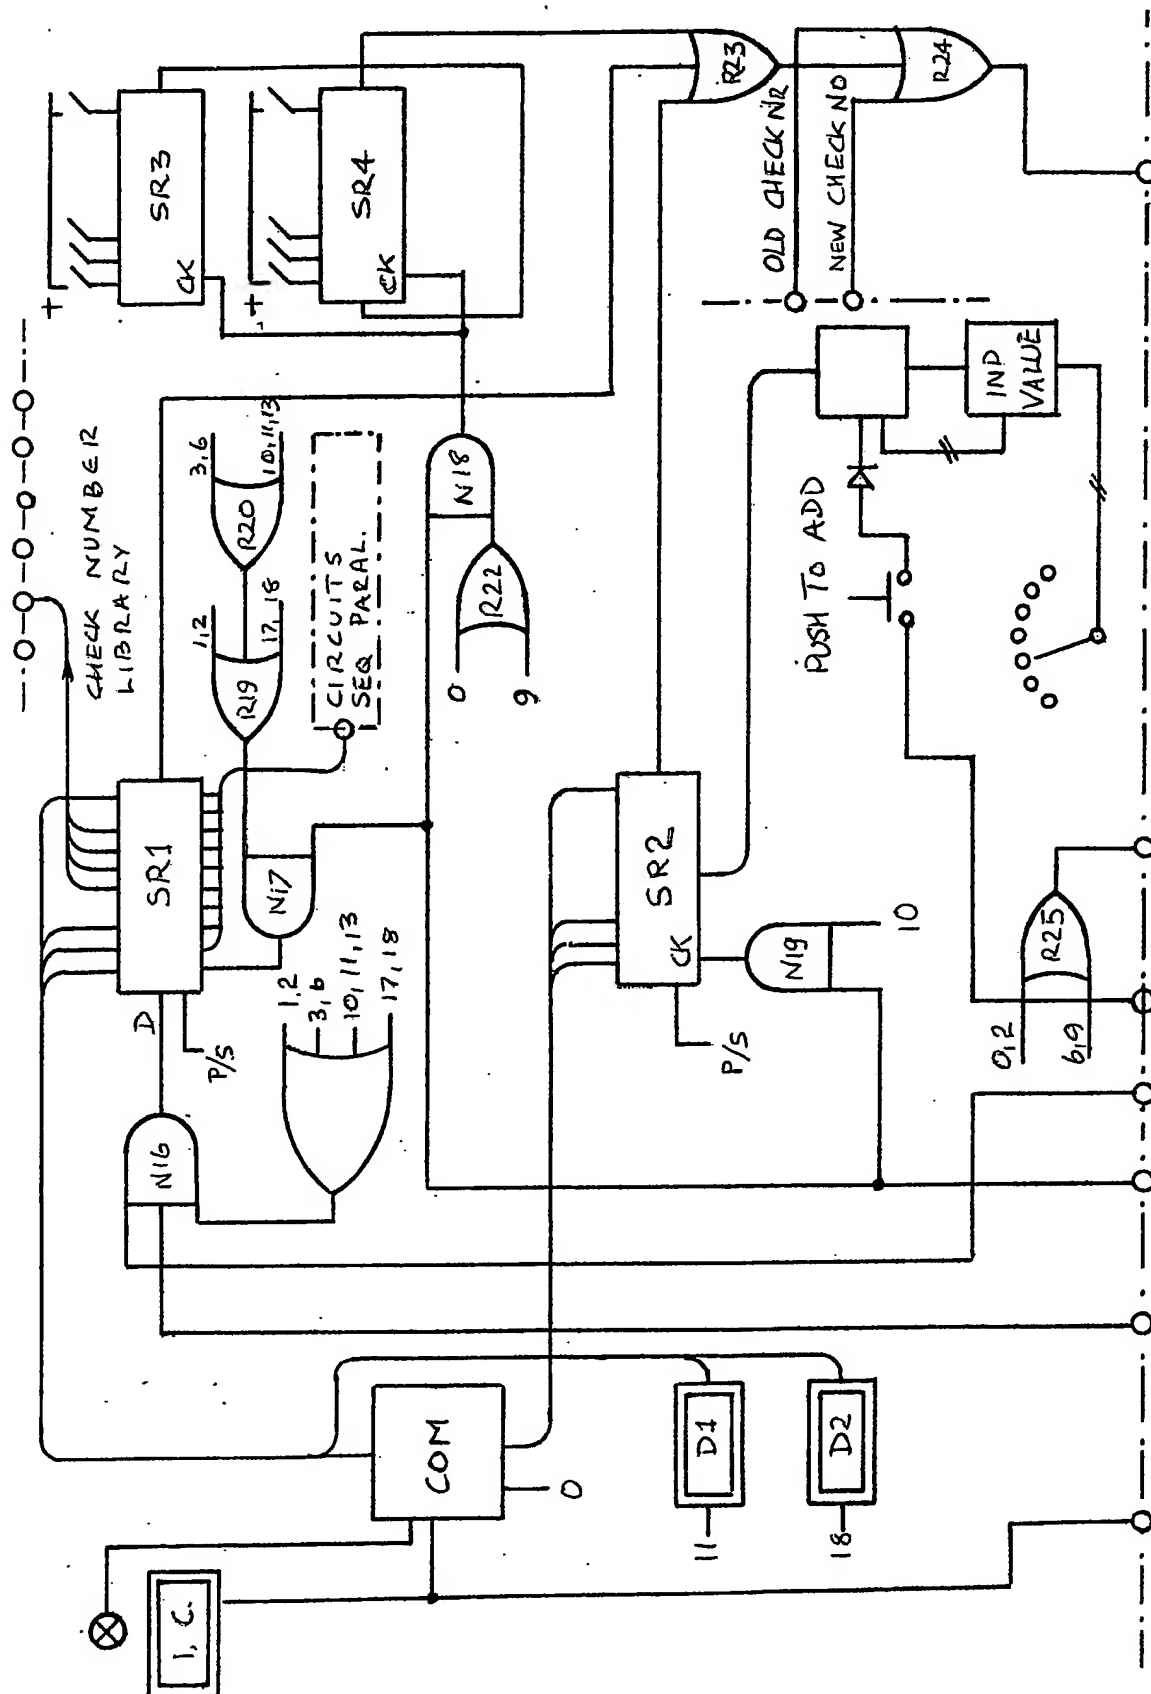 +
SR3
CK
+
SR4
CK
R23
R24
OLD CHECK NR
NEW CHECK NO
CHECK NUMBER
LIBRARY
3,6
10,11,13
R20
1,2
17,18
R19
CIRCUITS
SEQ PARAL.
N18
R22
0
9
INP
VALUE
PUSH TO ADD
SR1
D
P/S
N17
1,2
3,6
10,11,13
17,18
N16
SR2
CK
P/S
N19
10
R25
0,2
6,9
COM
0
D1
11
D2
18
I.C.